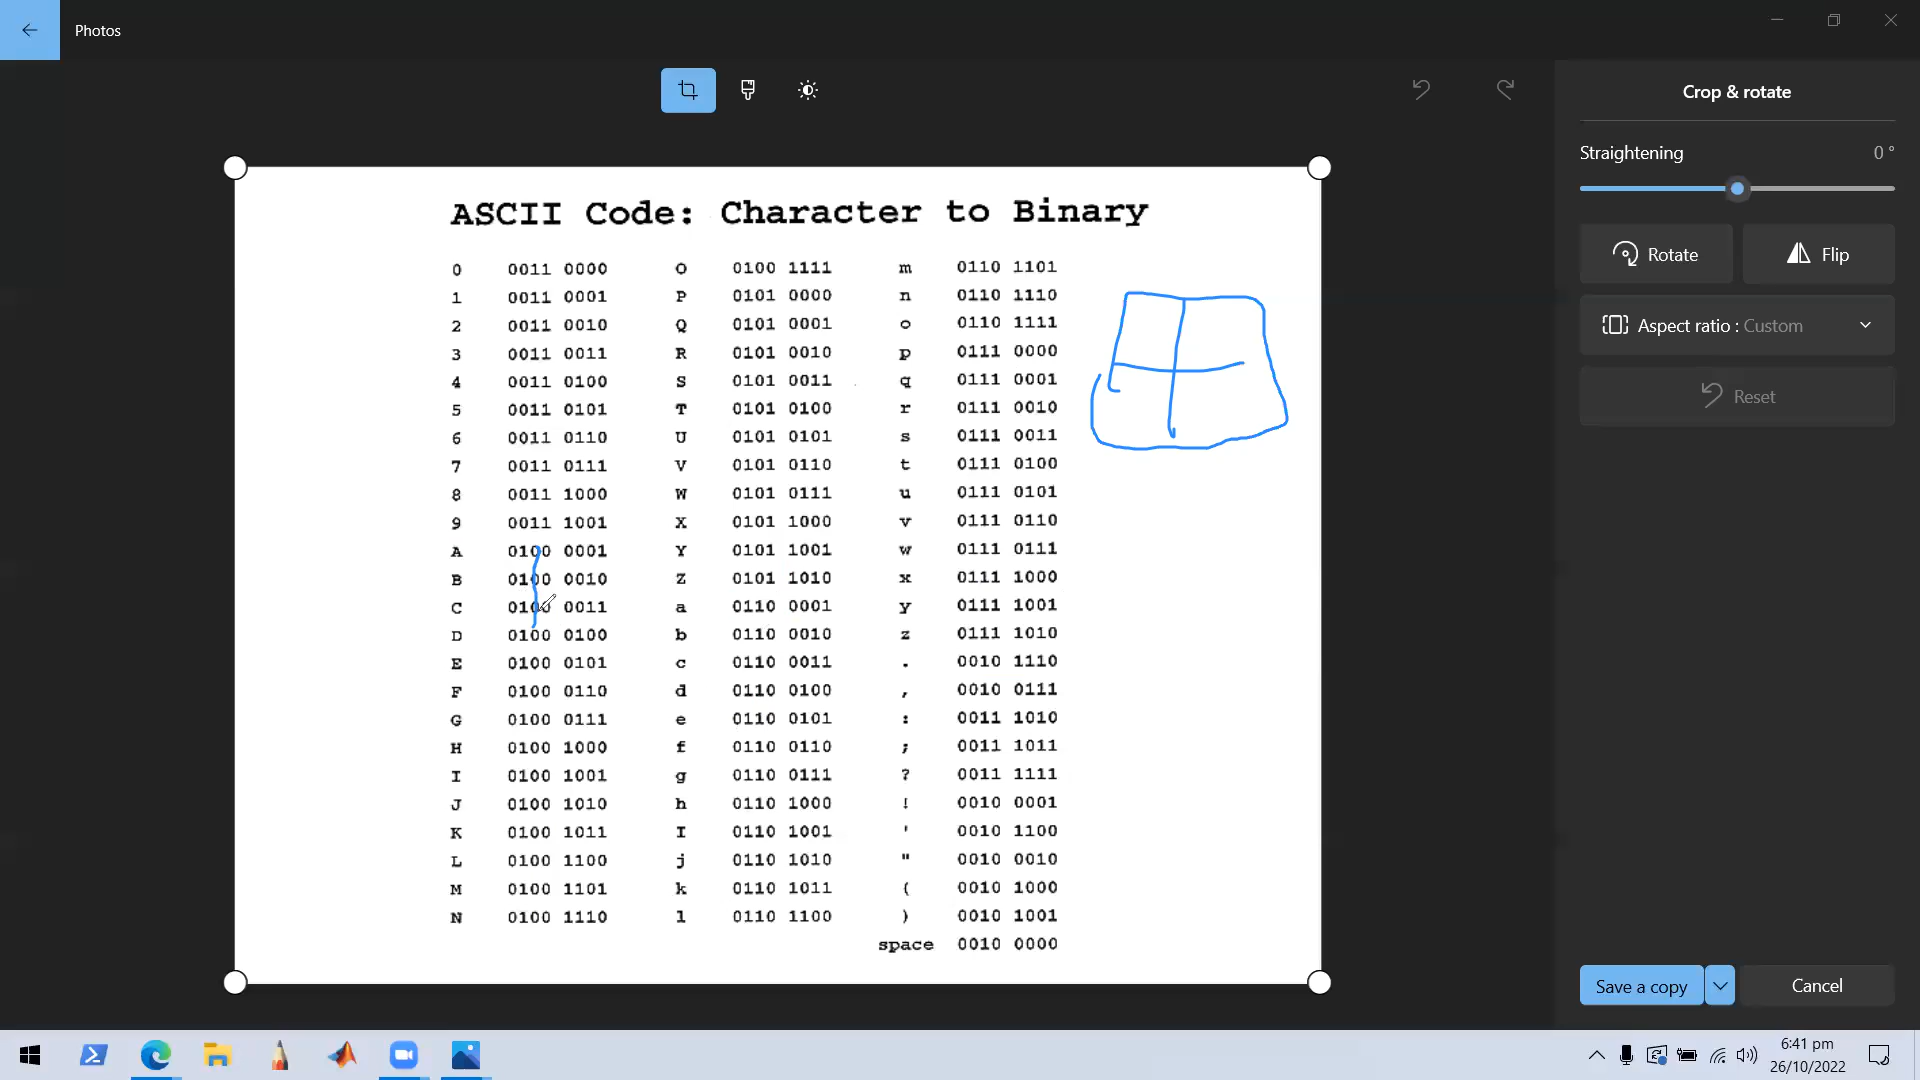 Photos
Crop & rotate
Straightening 0 °
Rotate Flip
Aspect ratio : Custom
Reset
ASCII Code: Character to Binary
0 0011 0000 O 0100 1111 m 0110 1101
1 0011 0001 P 0101 0000 n 0110 1110
2 0011 0010 Q 0101 0001 o 0110 1111
3 0011 0011 R 0101 0010 p 0111 0000
4 0011 0100 S 0101 0011 q 0111 0001
5 0011 0101 T 0101 0100 r 0111 0010
6 0011 0110 U 0101 0101 s 0111 0011
7 0011 0111 V 0101 0110 t 0111 0100
8 0011 1000 W 0101 0111 u 0111 0101
9 0011 1001 X 0101 1000 v 0111 0110
A 0100 0001 Y 0101 1001 w 0111 0111
B 0100 0010 Z 0101 1010 x 0111 1000
C 0100 0011 a 0110 0001 y 0111 1001
D 0100 0100 b 0110 0010 z 0111 1010
E 0100 0101 c 0110 0011 . 0010 1110
F 0100 0110 d 0110 0100 , 0010 0111
G 0100 0111 e 0110 0101 : 0011 1010
H 0100 1000 f 0110 0110 ; 0011 1011
I 0100 1001 g 0110 0111 ? 0011 1111
J 0100 1010 h 0110 1000 ! 0010 0001
K 0100 1011 I 0110 1001 ' 0010 1100
L 0100 1100 j 0110 1010 " 0010 0010
M 0100 1101 k 0110 1011 ( 0010 1000
N 0100 1110 l 0110 1100 ) 0010 1001
space 0010 0000
Save a copy Cancel
6:41 pm
26/10/2022